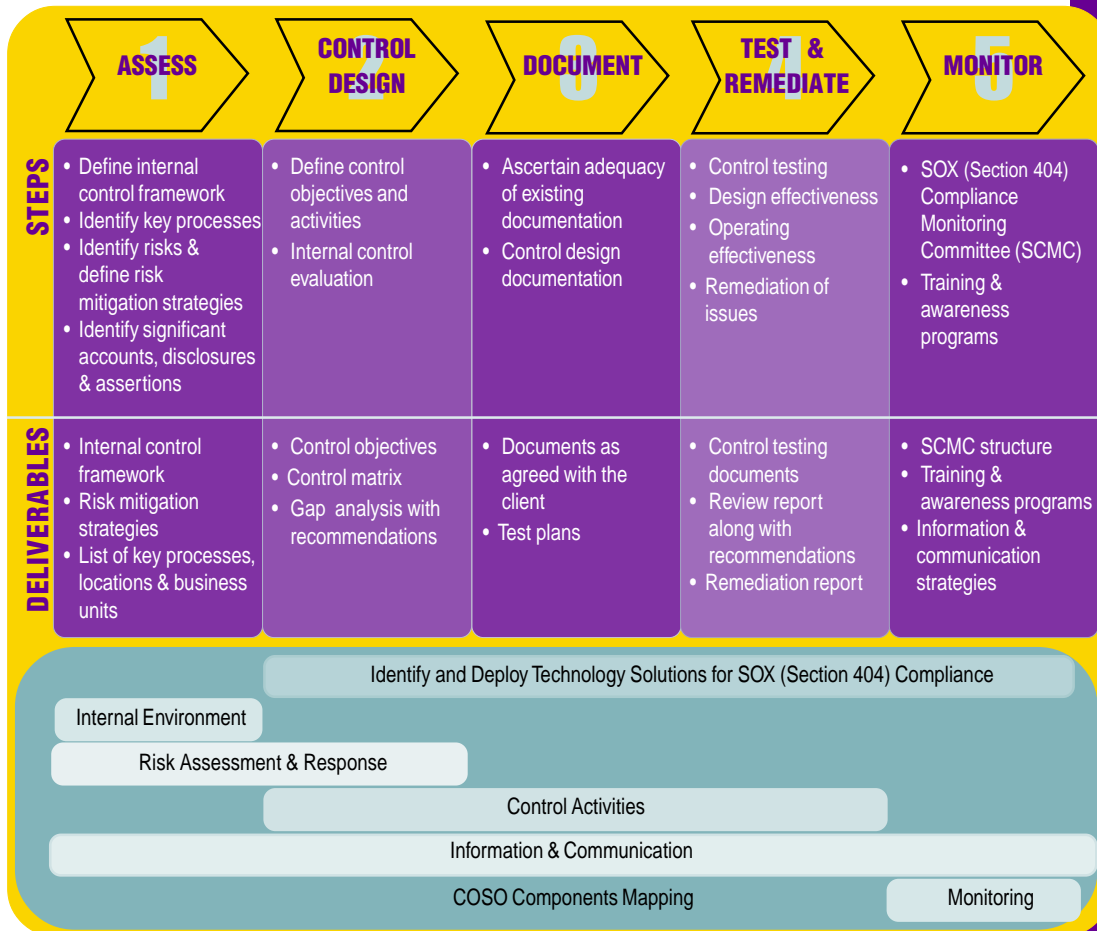 1
ASSESS
2
CONTROL
DESIGN
3
DOCUMENT
4
TEST &
REMEDIATE
5
MONITOR
STEPS
• Define internal
control framework
• Identify key processes
• Identify risks &
define risk
mitigation strategies
• Identify significant
accounts, disclosures
& assertions
• Define control
objectives and
activities
• Internal control
evaluation
• Ascertain adequacy
of existing
documentation
• Control design
documentation
• Control testing
• Design effectiveness
• Operating
effectiveness
• Remediation of
issues
• SOX (Section 404)
Compliance
Monitoring
Committee (SCMC)
• Training &
awareness
programs
DELIVERABLES
• Internal control
framework
• Risk mitigation
strategies
• List of key processes,
locations & business
units
• Control objectives
• Control matrix
• Gap analysis with
recommendations
• Documents as
agreed with the
client
• Test plans
• Control testing
documents
• Review report
along with
recommendations
• Remediation report
• SCMC structure
• Training &
awareness programs
• Information &
communication
strategies
Identify and Deploy Technology Solutions for SOX (Section 404) Compliance
Internal Environment
Risk Assessment & Response
Control Activities
Information & Communication
COSO Components Mapping
Monitoring